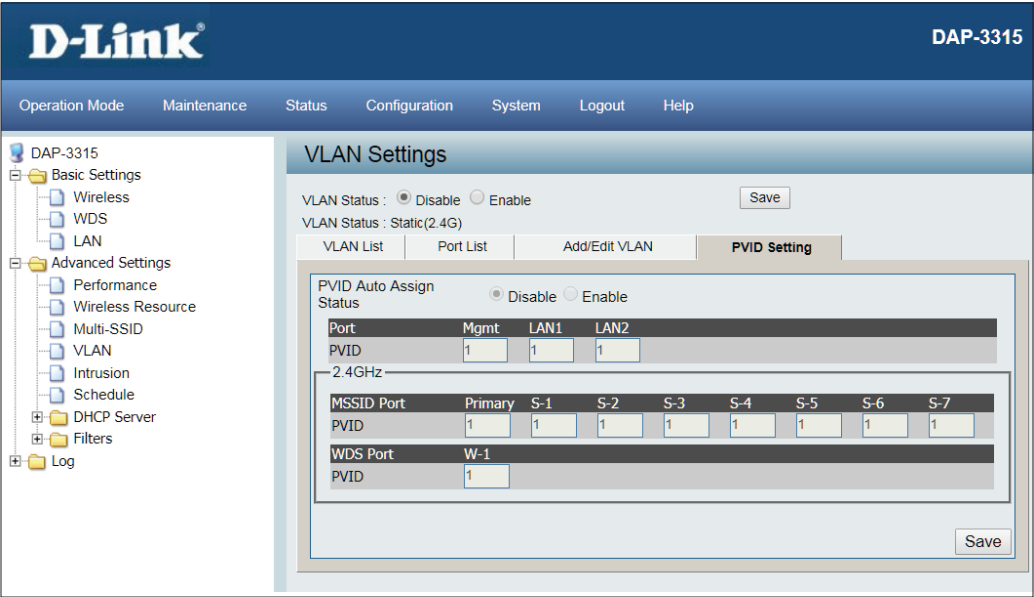 D-Link®
DAP-3315
Operation Mode Maintenance Status Configuration System Logout Help
DAP-3315
Basic Settings
Wireless
WDS
LAN
Advanced Settings
Performance
Wireless Resource
Multi-SSID
VLAN
Intrusion
Schedule
DHCP Server
Filters
Log
VLAN Settings
VLAN Status : Disable Enable Save
VLAN Status : Static(2.4G)
VLAN List Port List Add/Edit VLAN PVID Setting
PVID Auto Assign
Status Disable Enable
Port Mgmt LAN1 LAN2
PVID 1 1 1
2.4GHz
MSSID Port Primary S-1 S-2 S-3 S-4 S-5 S-6 S-7
PVID 1 1 1 1 1 1 1 1
WDS Port W-1
PVID 1
Save